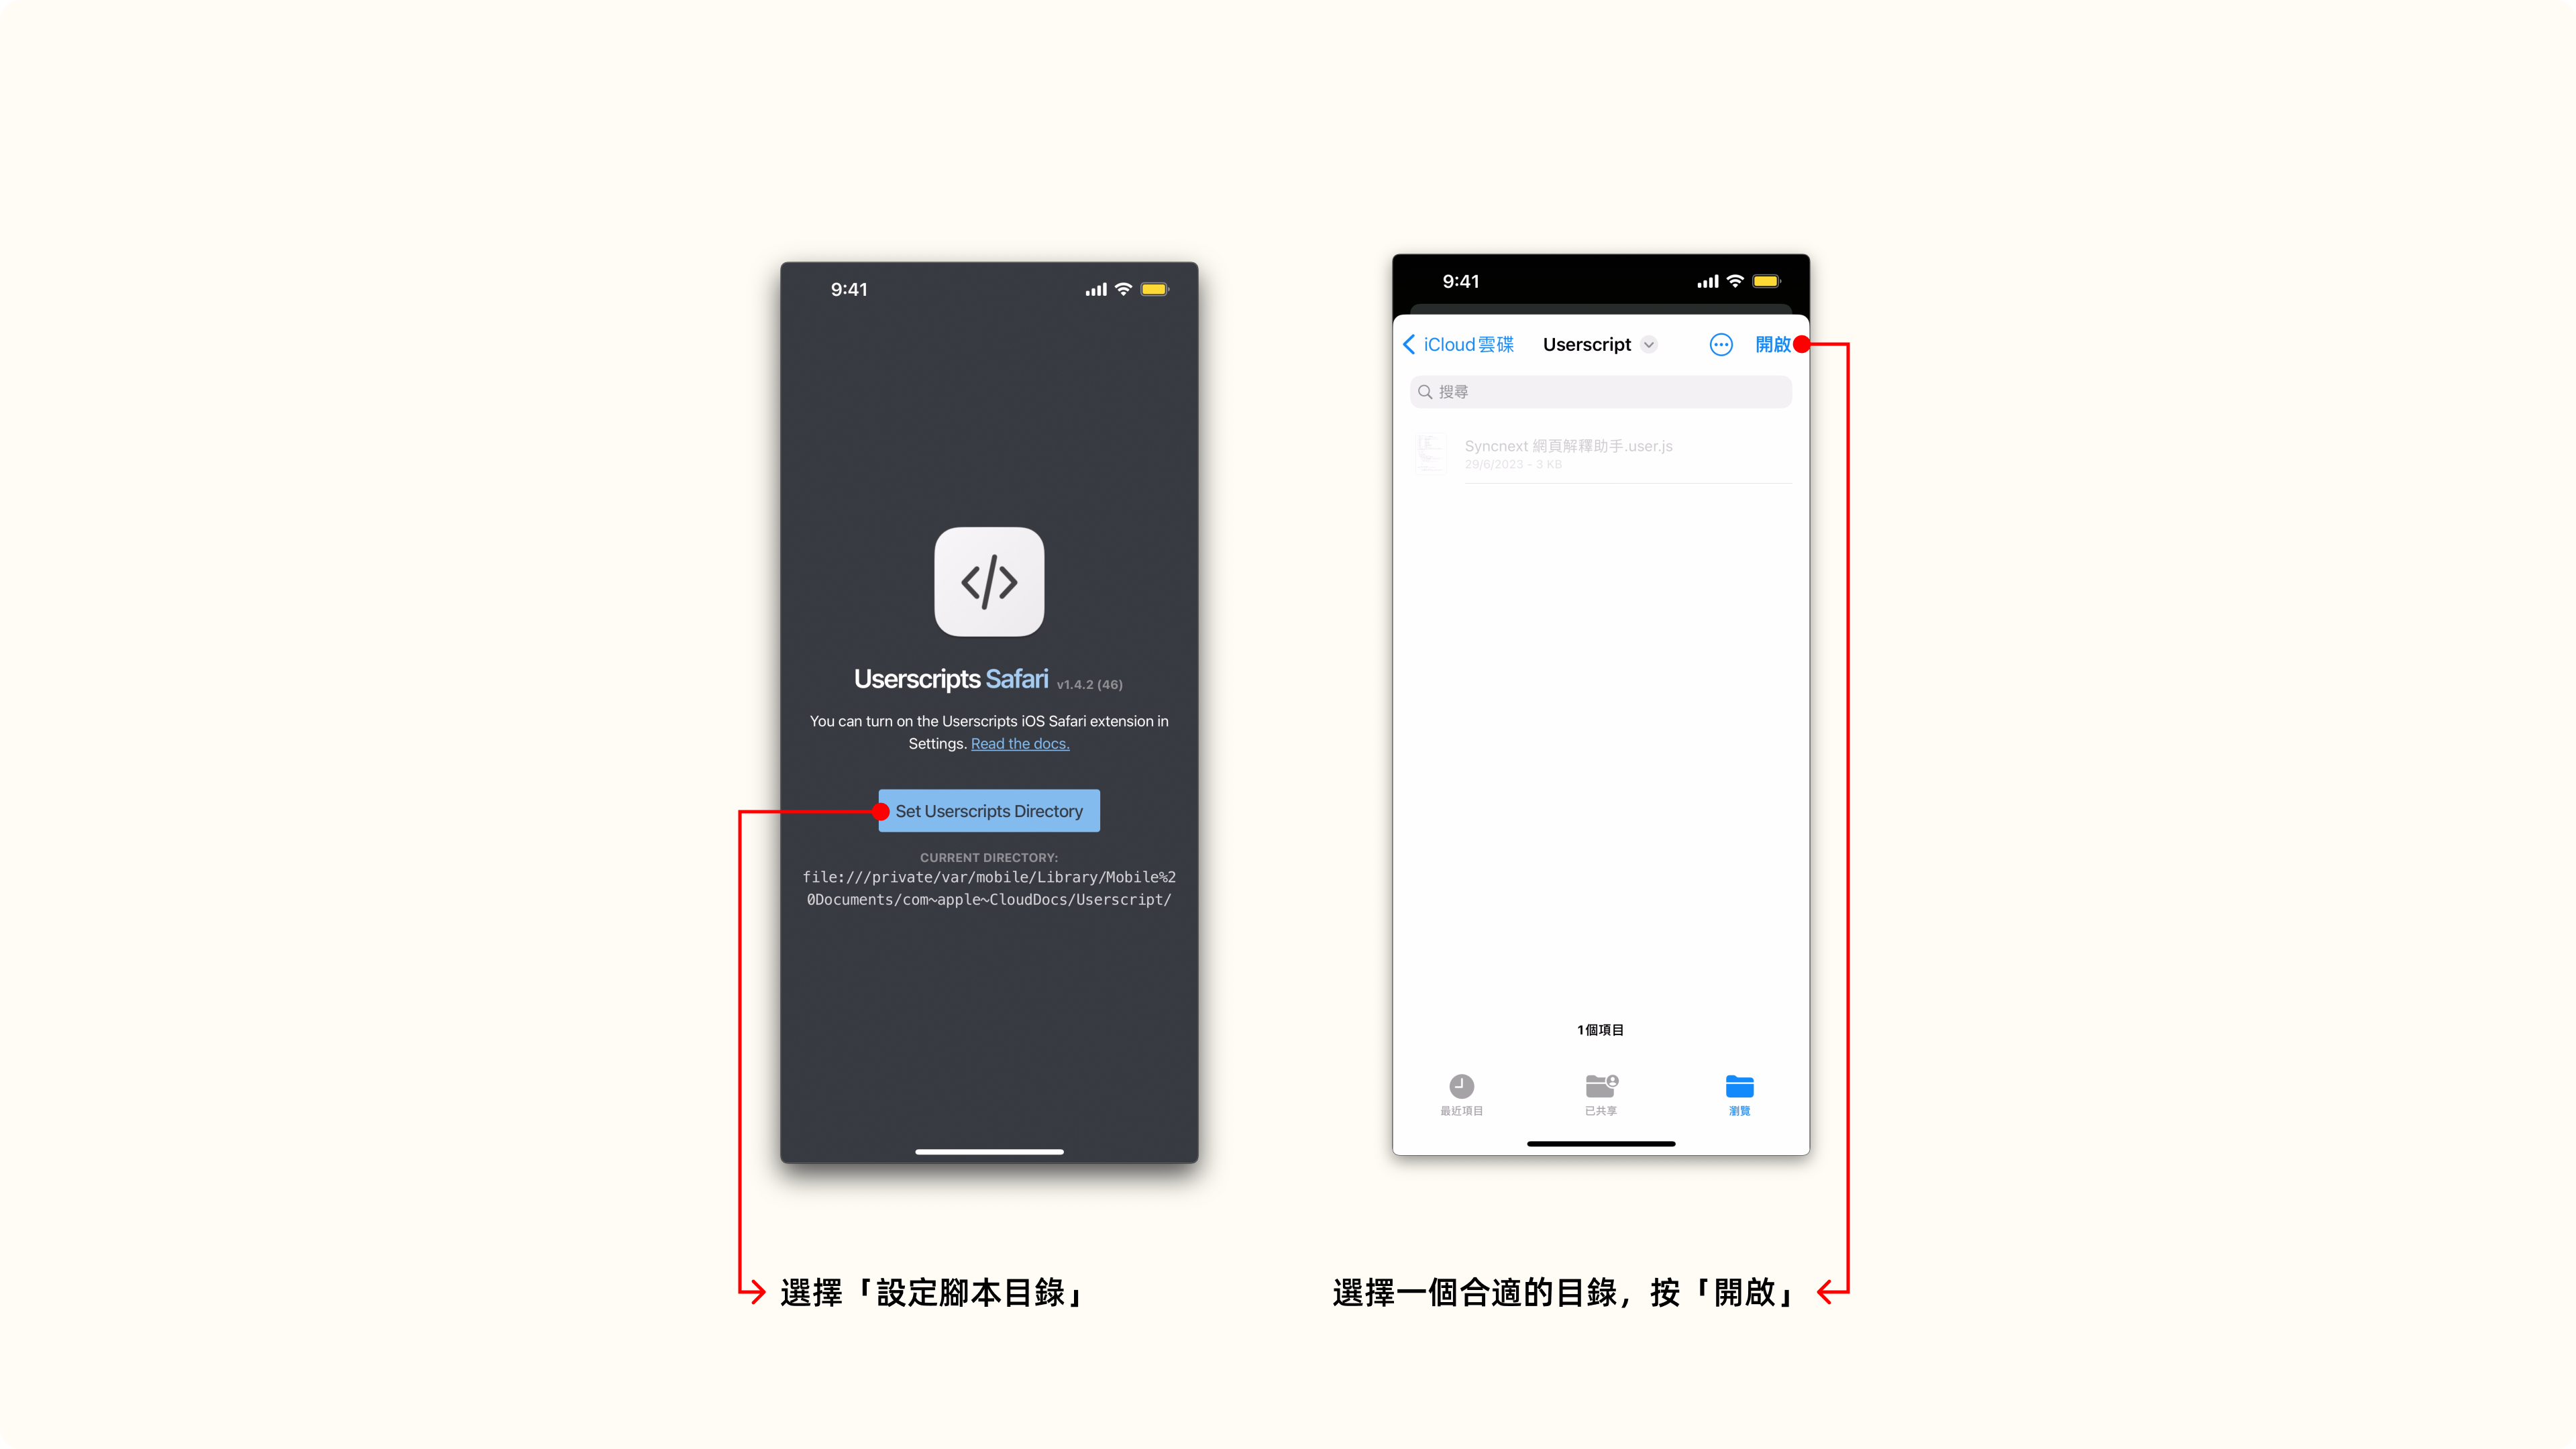 9:41
Userscripts Safari v1.4.2 (46)
You can turn on the Userscripts iOS Safari extension in
Settings. Read the docs.
Set Userscripts Directory
CURRENT DIRECTORY:
file:///private/var/mobile/Library/Mobile%2
0Documents/com~apple~CloudDocs/Userscript/
選擇「設定腳本目錄」
9:41
iCloud雲碟 Userscript 開啟
搜尋
Syncnext 網頁解釋助手.user.js
29/6/2023 – 3 KB
1個項目
最近項目 已共享 瀏覽
選擇一個合適的目錄，按「開啟」